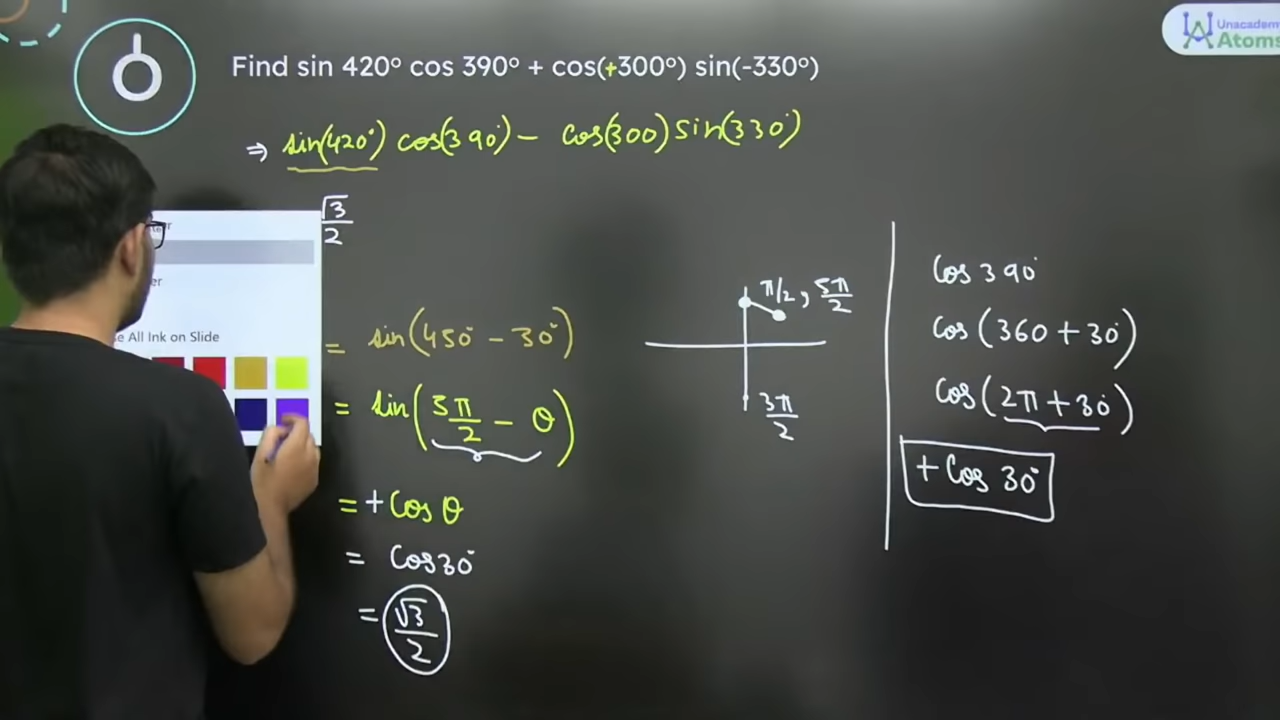 Unacademy
Atoms
Find sin 420° cos 390° + cos(+300°) sin(-330°)
⇒ sin(420°) cos(390°) − cos(300) sin(330°)
√3/2
All Ink on Slide
= sin(450° − 30°)
= sin(5π/2 − θ)
= +Cos θ
= Cos30°
= √3/2
π/2, 5π/2
3π/2
Cos 390°
Cos(360 + 30°)
Cos(2π + 30°)
+ Cos 30°